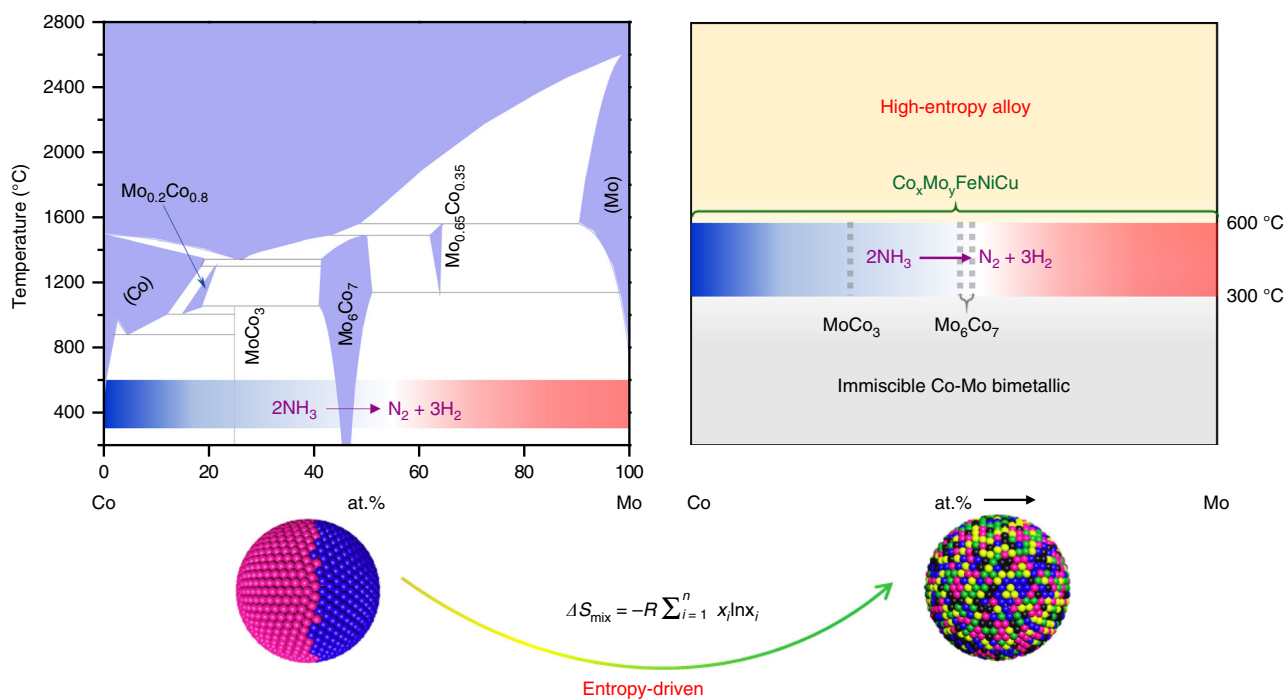 2800
2400
2000
1600
1200
800
400
Temperature (°C)
Mo0.2Co0.8
(Co)
MoCo3
Mo6Co7
Mo0.65Co0.35
(Mo)
2NH3 → N2 + 3H2
0 20 40 60 80 100
Co at.% Mo
High-entropy alloy
CoxMoyFeNiCu
600 °C
2NH3 → N2 + 3H2
300 °C
MoCo3 Mo6Co7
Immiscible Co-Mo bimetallic
Co at.% → Mo
ΔSmix = –R ∑ⁿi = 1 xilnxi
Entropy-driven